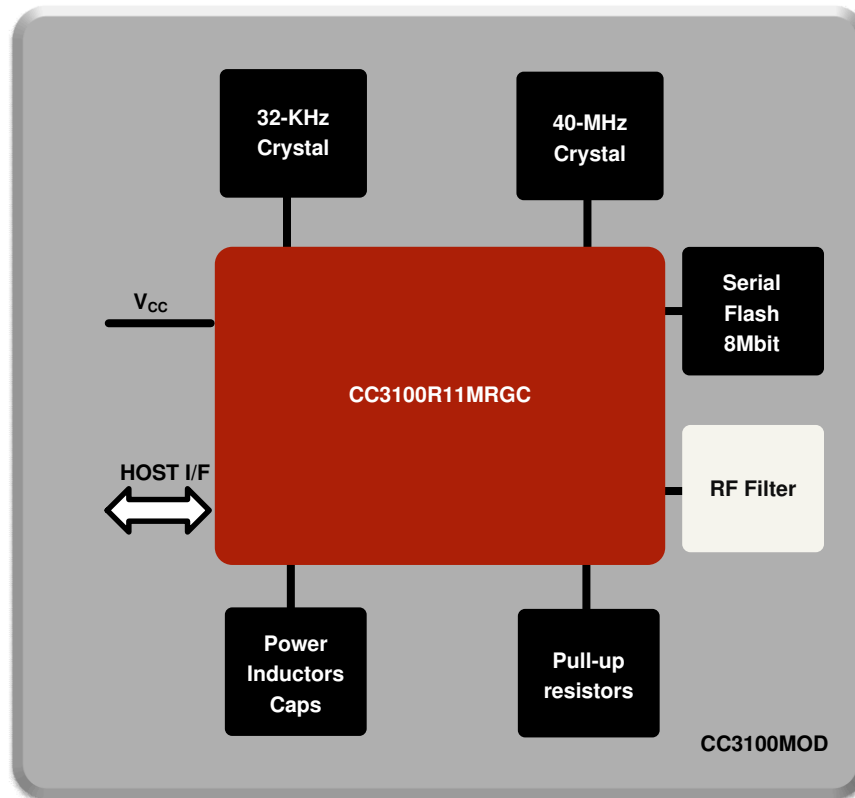 32-KHz
Crystal
40-MHz
Crystal
Serial
Flash
8Mbit
VCC
CC3100R11MRGC
HOST I/F
RF Filter
Power
Inductors
Caps
Pull-up
resistors
CC3100MOD